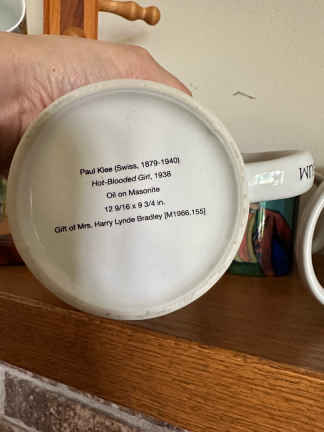 Paul Klee (Swiss, 1879-1940)
Hot-Blooded Girl, 1938
Oil on Masonite
12 9/16 x 9 3/4 in.
Gift of Mrs. Harry Lynde Bradley [M1966.155]
UM